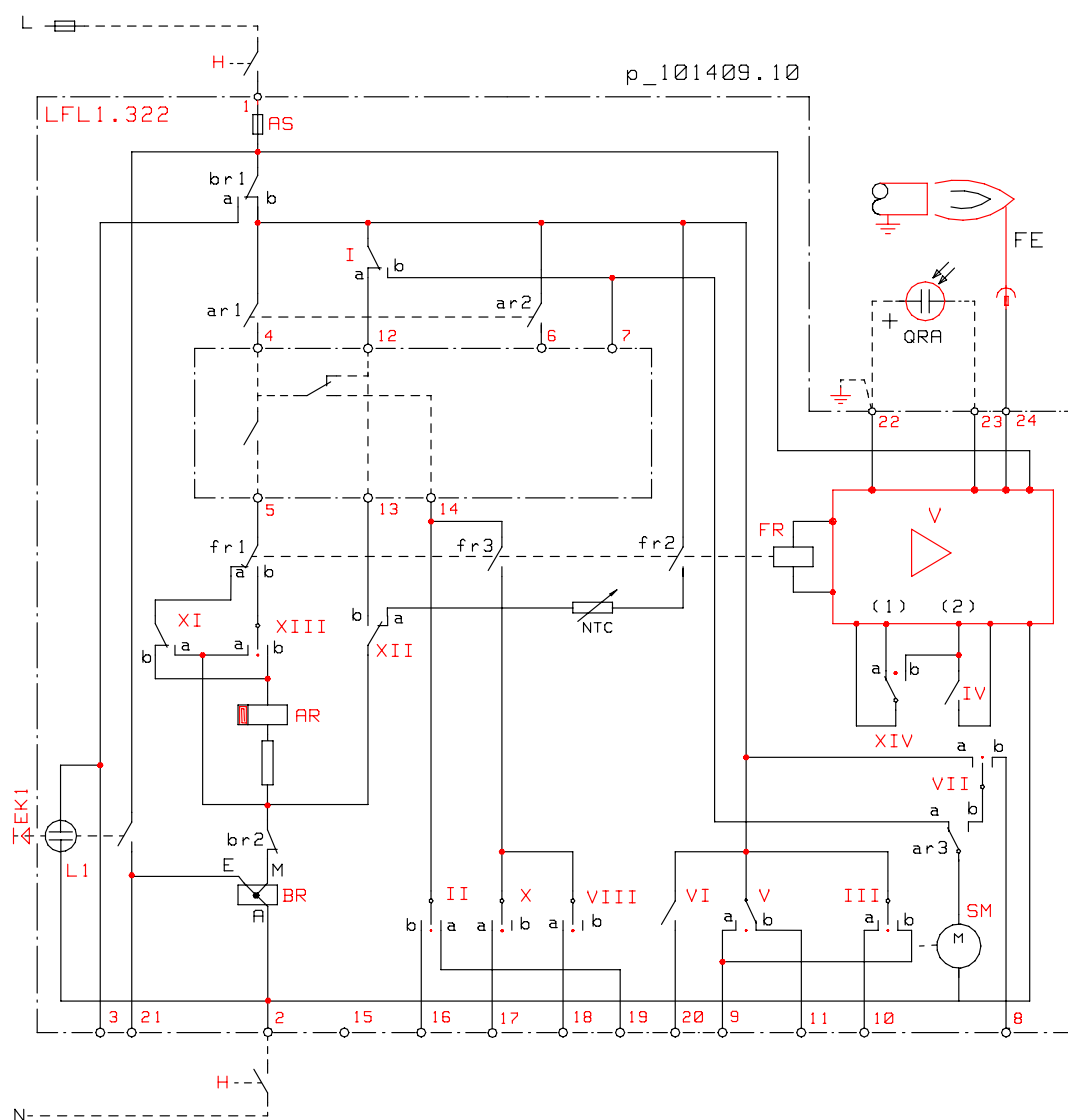 L
H
p_101409.10
LFL1.322
1
AS
br1
a b
I
a b
FE
ar1
ar2
+
QRA
4 12 6 7
22 23 24
5 13 14
V
FR
fr1
fr3
fr2
a b
(1) (2)
XI
XIII
b a
NTC
XII
a a b
b
a b
IV
AR
XIV
a b
VII
EK1
a b
br2
ar3
L1
E M
BR
A
II X VIII VI V III SM
b a a b a b a b a b
M
3 21 2 15 16 17 18 19 20 9 11 10 8
H
N